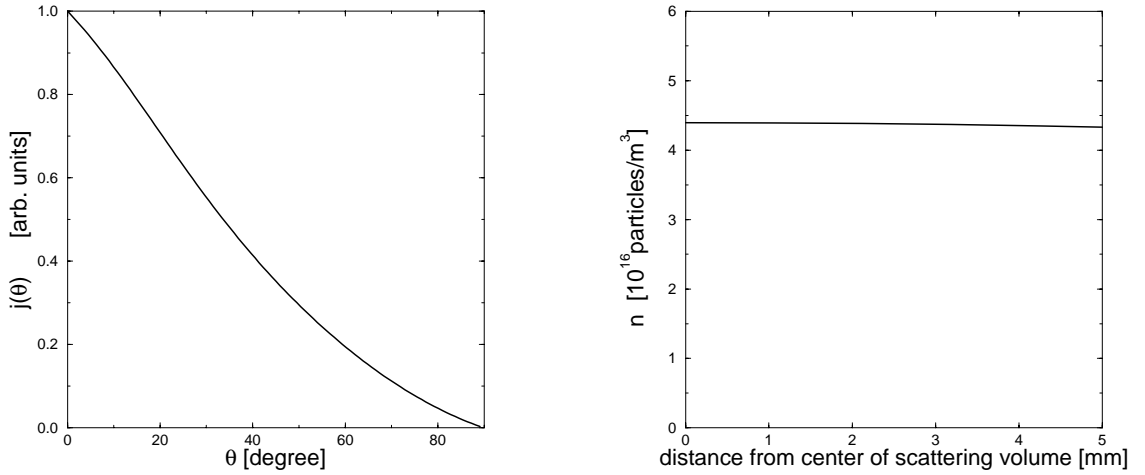 1.0
0.8
0.6
0.4
0.2
0.0
j(θ) [arb. units]
0 20 40 60 80
θ [degree]
6
5
4
3
2
1
0
n [10^16 particles/m^3]
0 1 2 3 4 5
distance from center of scattering volume [mm]